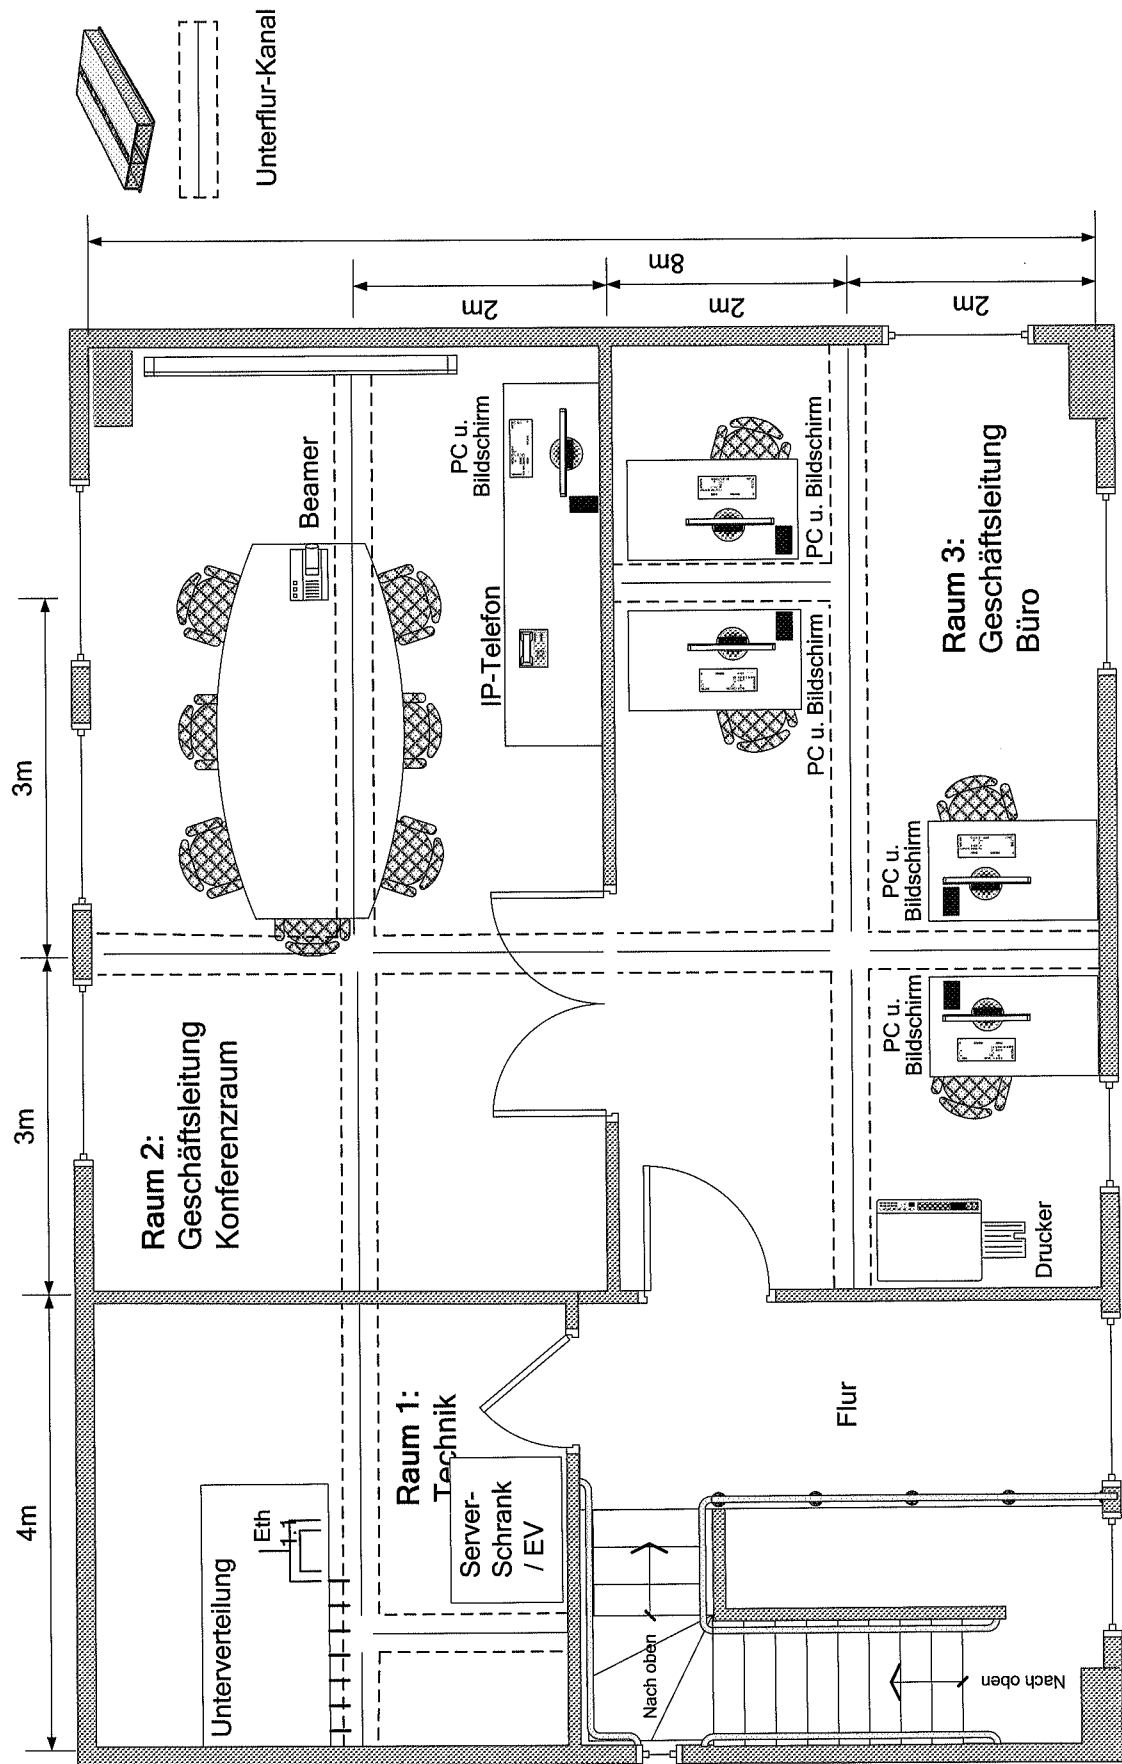 4m
3m
3m
Unterflur-Kanal
Unterverteilung
Eth
Raum 1:
Technik
Server-
Schrank
/ EV
Raum 2:
Geschäftsleitung
Konferenzraum
Beamer
IP-Telefon
PC u.
Bildschirm
8m
2m
2m
2m
PC u. Bildschirm
PC u. Bildschirm
Raum 3:
Geschäftsleitung
Büro
PC u.
Bildschirm
PC u.
Bildschirm
Drucker
Flur
Nach oben
Nach oben